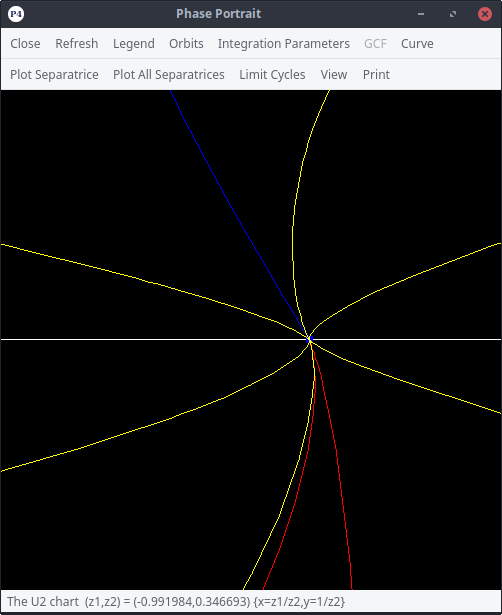 P4 Phase Portrait
Close Refresh Legend Orbits Integration Parameters GCF Curve
Plot Separatrice Plot All Separatrices Limit Cycles View Print
The U2 chart (z1,z2) = (-0.991984,0.346693) {x=z1/z2,y=1/z2}